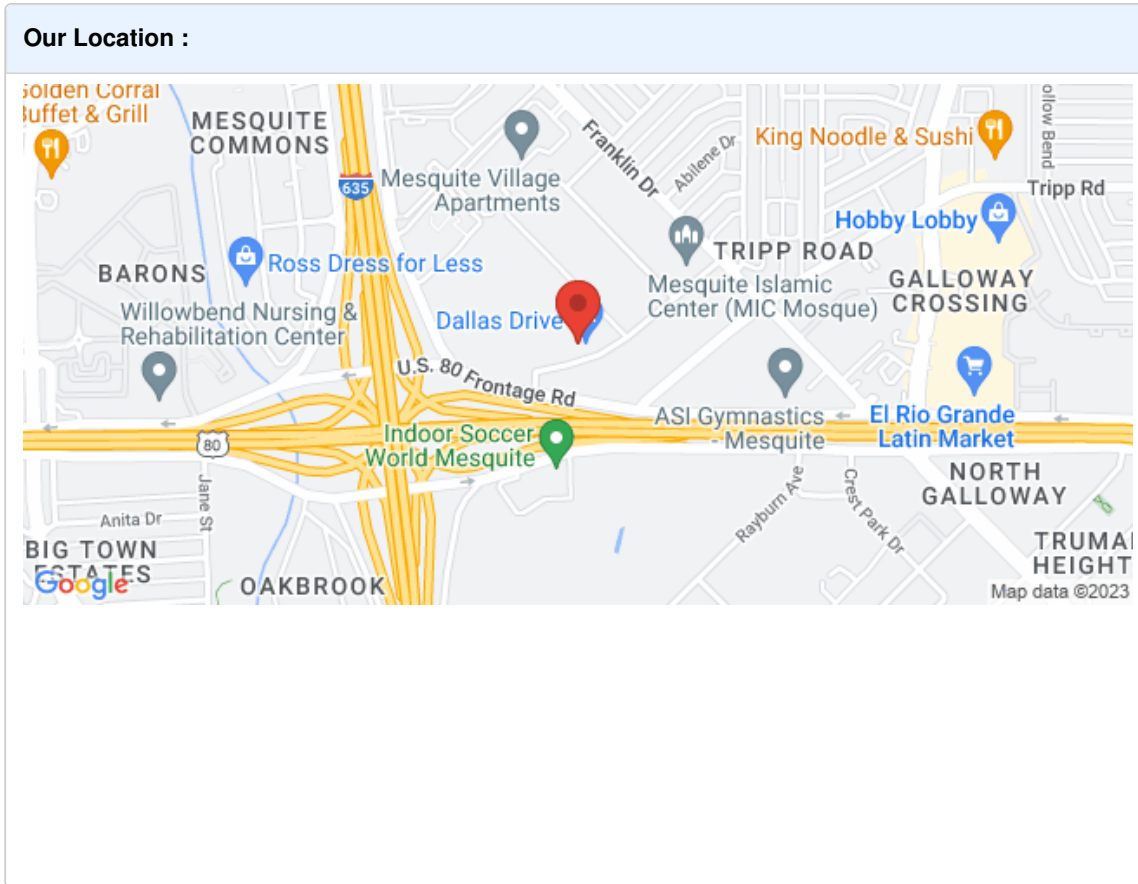 Our Location :
Golden Corral
Buffet & Grill
MESQUITE
COMMONS
635
Mesquite Village
Apartments
Franklin Dr
Abilene Dr
King Noodle & Sushi
ollow Bend
Tripp Rd
Hobby Lobby
TRIPP ROAD
BARONS
Ross Dress for Less
Mesquite Islamic
Center (MIC Mosque)
GALLOWAY
CROSSING
Willowbend Nursing &
Rehabilitation Center
Dallas Drive
U.S. 80 Frontage Rd
ASI Gymnastics
- Mesquite
El Rio Grande
Latin Market
80
Indoor Soccer
World Mesquite
NORTH
GALLOWAY
Jane St
Rayburn Ave
Crest Park Dr
Anita Dr
BIG TOWN
ESTATES
OAKBROOK
TRUMA
HEIGHT
Google
Map data ©2023